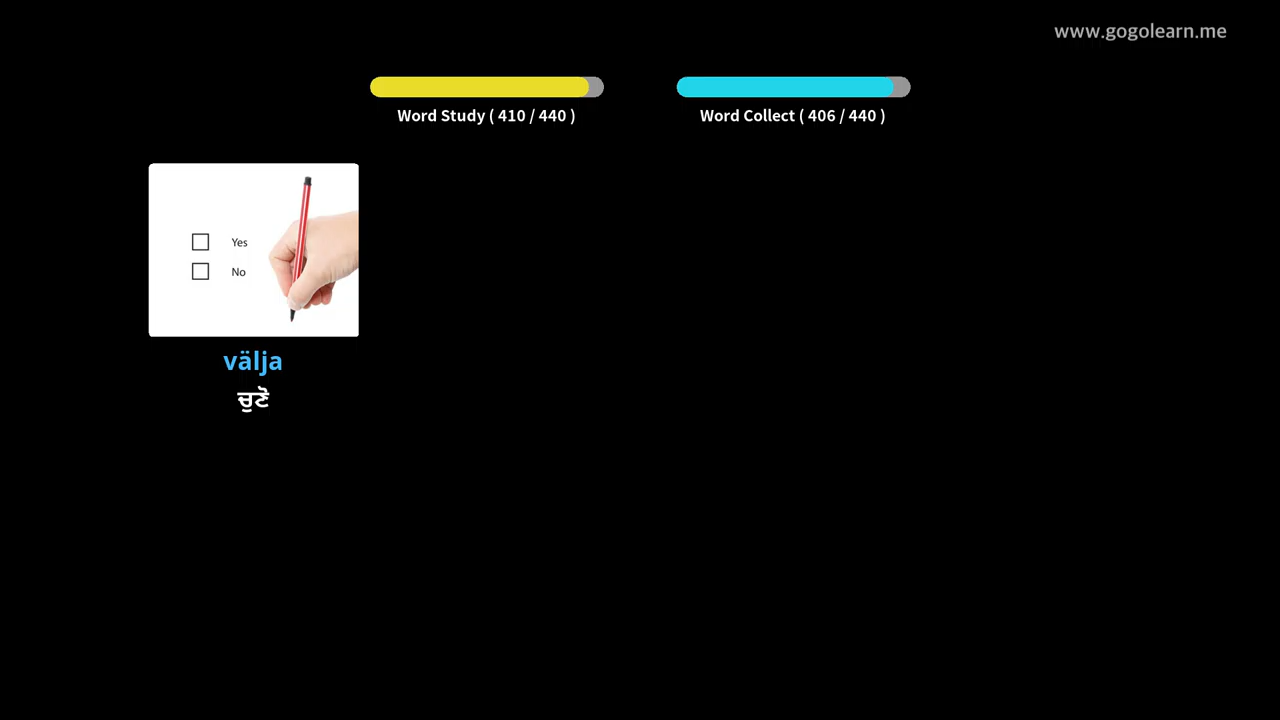 www.gogolearn.me
Word Study ( 410 / 440 )
Word Collect ( 406 / 440 )
Yes
No
välja
ਚੁਣੋ